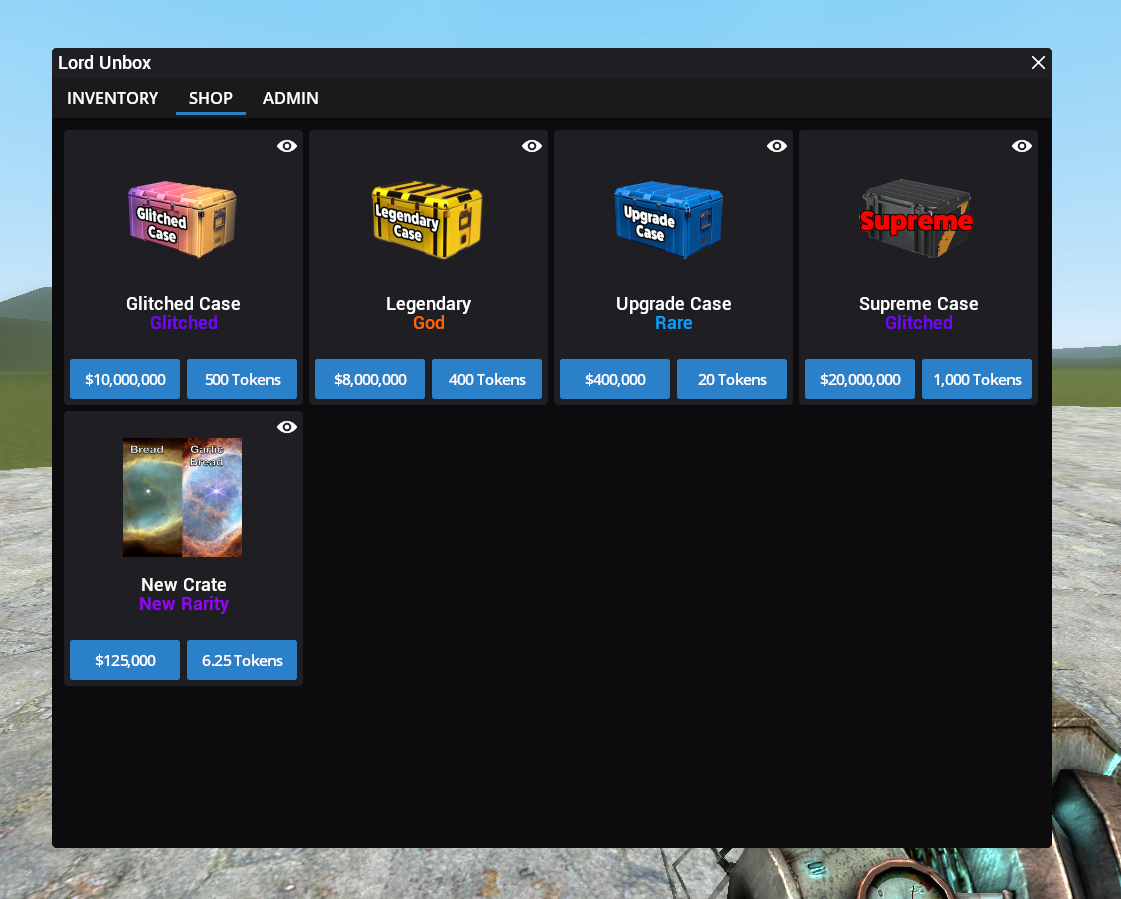 Lord Unbox
INVENTORY SHOP ADMIN
Glitched
Case
Legendary
Case
Upgrade
Case
Supreme
Glitched Case
Glitched
Legendary
God
Upgrade Case
Rare
Supreme Case
Glitched
$10,000,000 500 Tokens
$8,000,000 400 Tokens
$400,000 20 Tokens
$20,000,000 1,000 Tokens
Bread
Garlic
Bread
New Crate
New Rarity
$125,000 6.25 Tokens